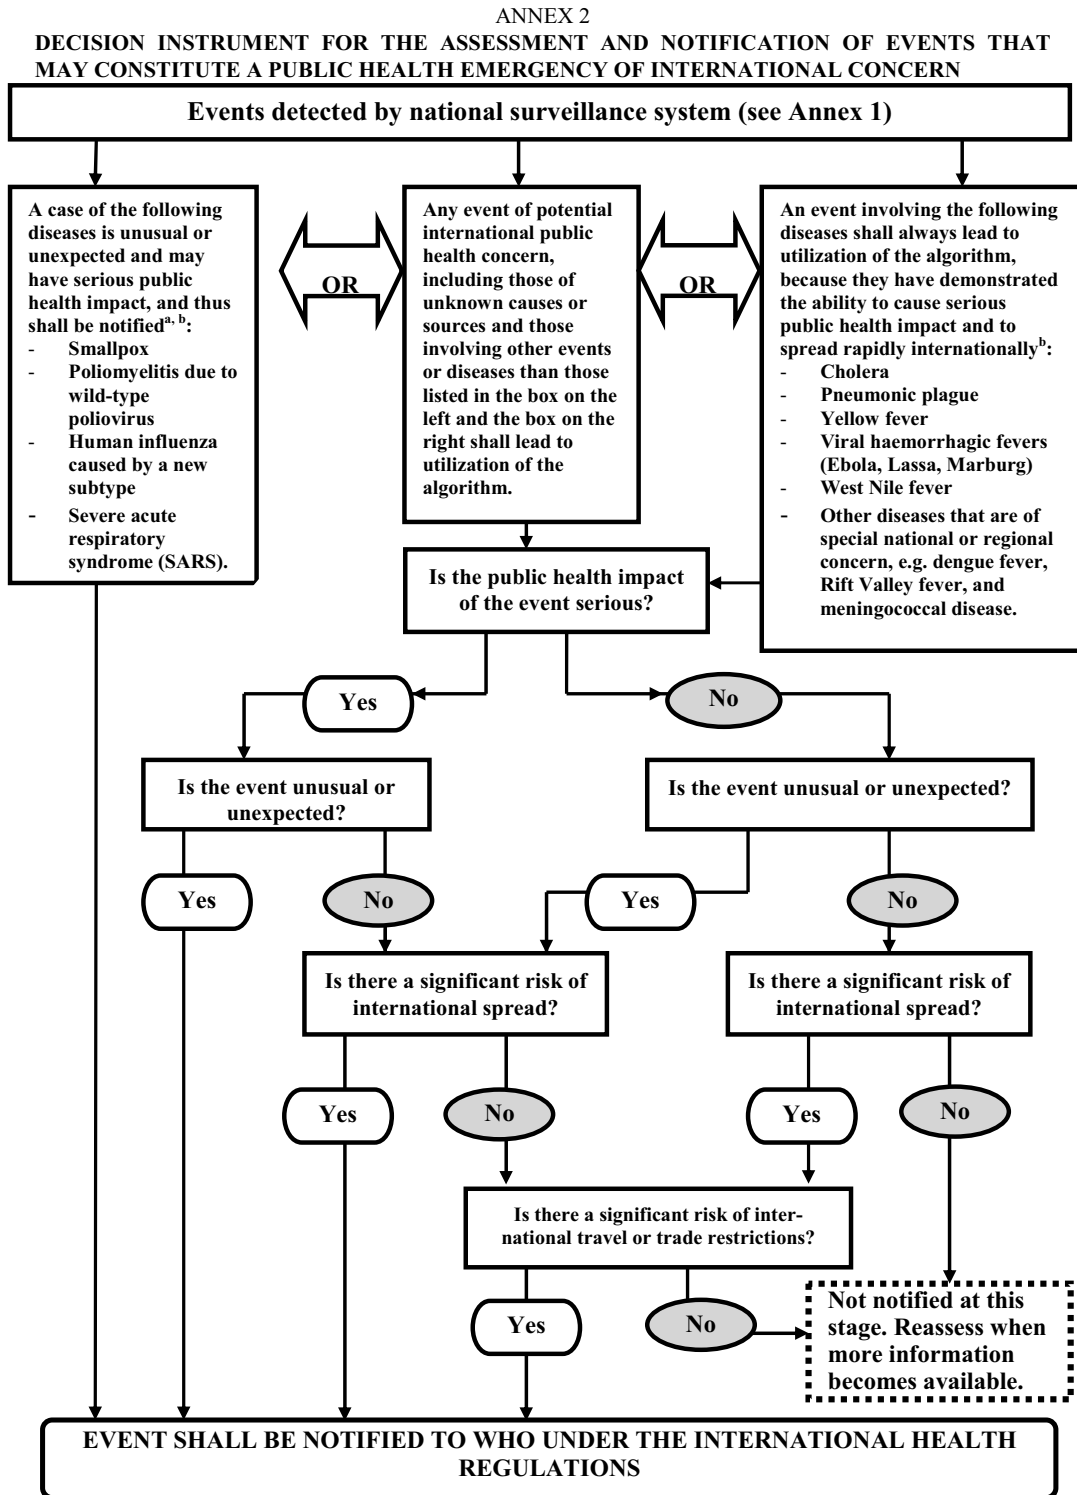 ANNEX 2
DECISION INSTRUMENT FOR THE ASSESSMENT AND NOTIFICATION OF EVENTS THAT
MAY CONSTITUTE A PUBLIC HEALTH EMERGENCY OF INTERNATIONAL CONCERN
Events detected by national surveillance system (see Annex 1)
A case of the following
diseases is unusual or
unexpected and may
have serious public
health impact, and thus
shall be notifiedᵃ, ᵇ:
- Smallpox
- Poliomyelitis due to
wild-type
poliovirus
- Human influenza
caused by a new
subtype
- Severe acute
respiratory
syndrome (SARS).
OR
Any event of potential
international public
health concern,
including those of
unknown causes or
sources and those
involving other events
or diseases than those
listed in the box on the
left and the box on the
right shall lead to
utilization of the
algorithm.
OR
An event involving the following
diseases shall always lead to
utilization of the algorithm,
because they have demonstrated
the ability to cause serious
public health impact and to
spread rapidly internationallyᵇ:
- Cholera
- Pneumonic plague
- Yellow fever
- Viral haemorrhagic fevers
(Ebola, Lassa, Marburg)
- West Nile fever
- Other diseases that are of
special national or regional
concern, e.g. dengue fever,
Rift Valley fever, and
meningococcal disease.
Is the public health impact
of the event serious?
Yes
No
Is the event unusual or
unexpected?
Is the event unusual or unexpected?
Yes
No
Yes
No
Is there a significant risk of
international spread?
Is there a significant risk of
international spread?
Yes
No
Yes
No
Is there a significant risk of inter-
national travel or trade restrictions?
Yes
No
Not notified at this
stage. Reassess when
more information
becomes available.
EVENT SHALL BE NOTIFIED TO WHO UNDER THE INTERNATIONAL HEALTH
REGULATIONS